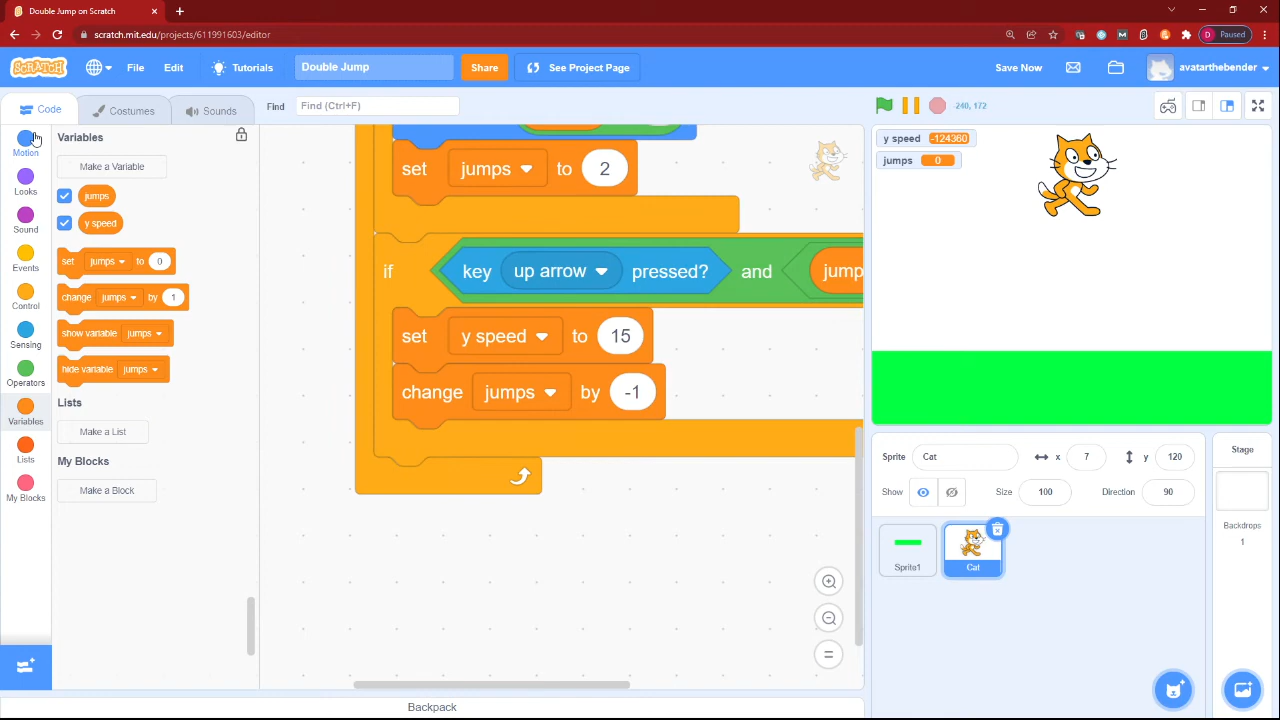 Double Jump on Scratch
scratch.mit.edu/projects/611991603/editor
Paused
SCRATCH
File
Edit
Tutorials
Double Jump
Share
See Project Page
Save Now
avatarthebender
Code
Costumes
Sounds
Find
Find (Ctrl+F)
-240, 172
Motion
Looks
Sound
Events
Control
Sensing
Operators
Variables
Lists
My Blocks
Variables
Make a Variable
jumps
y speed
set jumps to 0
change jumps by 1
show variable jumps
hide variable jumps
Lists
Make a List
My Blocks
Make a Block
set jumps to 2
if key up arrow pressed? and jump
set y speed to 15
change jumps by -1
Backpack
y speed -124360
jumps 0
Sprite Cat x 7 y 120
Show Size 100 Direction 90
Sprite1
Cat
Stage
Backdrops
1